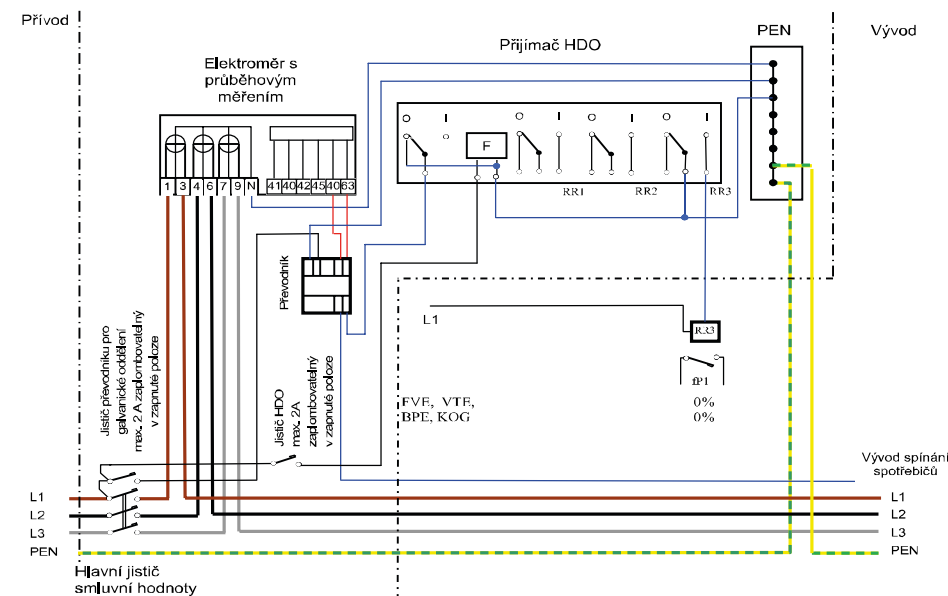 Přívod
PEN
Vývod
Přijímač HDO
Elektroměr s
průběhovým
měřením
O I F O I O I O I
1 3 4 6 7 9 N 41 40 42 45 40 63
RR1 RR2 RR3
Převodník
L1
RR3
fP1
FVE, VTE, 0%
BPE, KOG 0%
Jistič převodníku pro
galvanické oddělení
max. 2 A zaplombovatelný
v zapnuté poloze
Jistič HDO
max. 2A
zaplombovatelný
v zapnuté poloze
Vývod spínání
spotřebičů
L1 L1
L2 L2
L3 L3
PEN PEN
Hlavní jistič
smluvní hodnoty